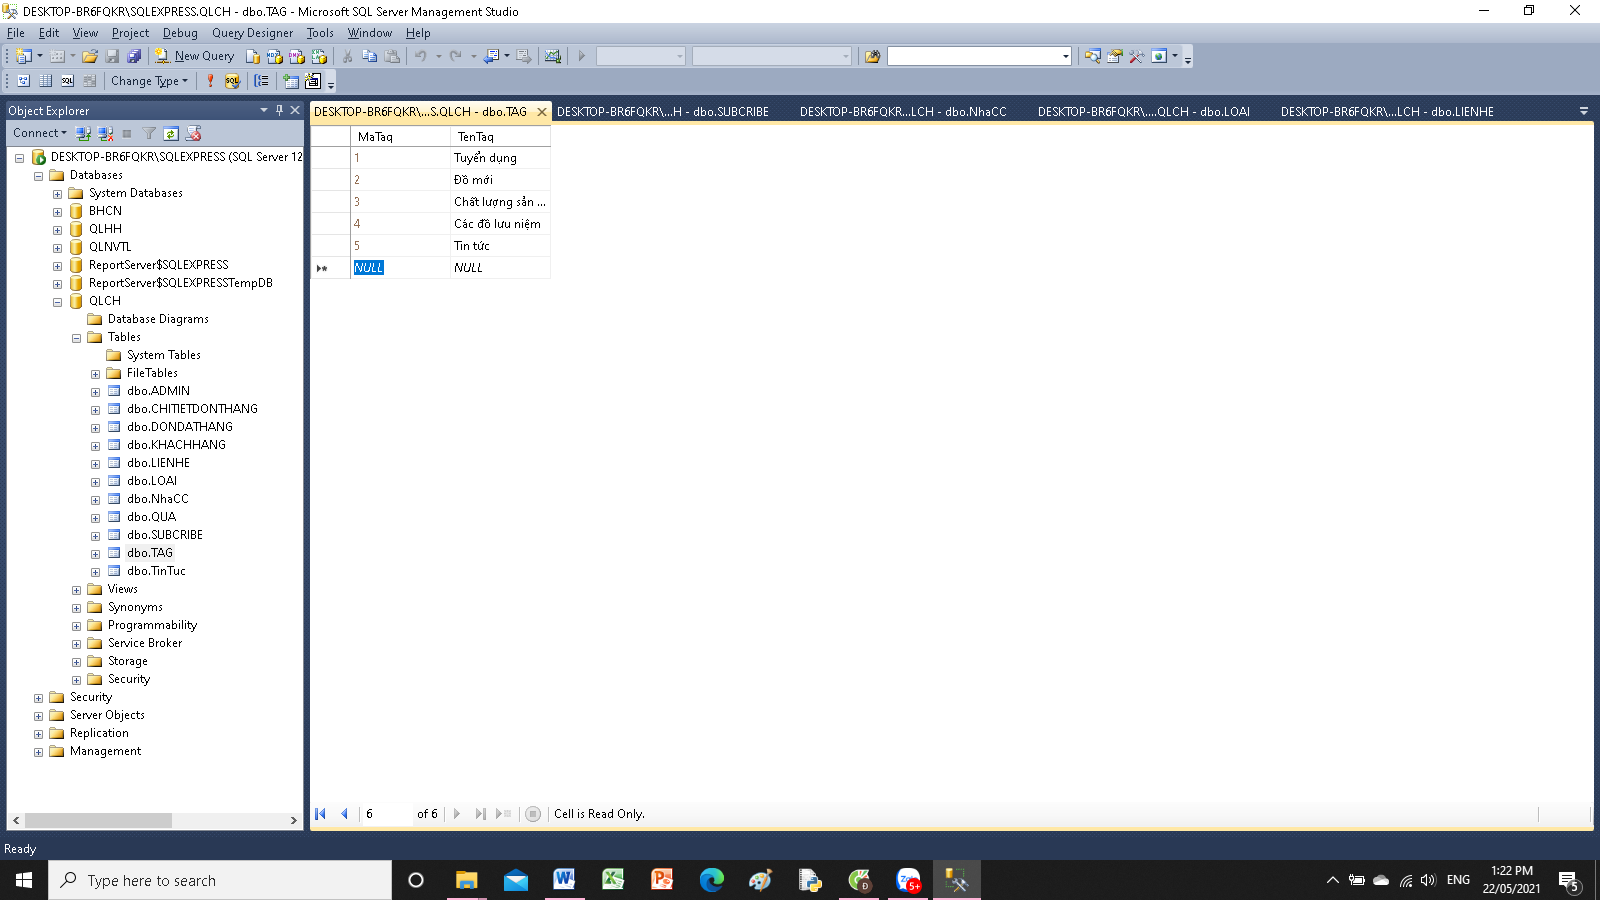 DESKTOP-BR6FQKR\SQLEXPRESS.QLCH - dbo.TAG - Microsoft SQL Server Management Studio
File Edit View Project Debug Query Designer Tools Window Help
New Query
Change Type
Object Explorer
Connect
DESKTOP-BR6FQKR\SQLEXPRESS (SQL Server 12
Databases
System Databases
BHCN
QLHH
QLNVTL
ReportServer$SQLEXPRESS
ReportServer$SQLEXPRESSTempDB
QLCH
Database Diagrams
Tables
System Tables
FileTables
dbo.ADMIN
dbo.CHITIETDONTHANG
dbo.DONDATHANG
dbo.KHACHHANG
dbo.LIENHE
dbo.LOAI
dbo.NhaCC
dbo.QUA
dbo.SUBCRIBE
dbo.TAG
dbo.TinTuc
Views
Synonyms
Programmability
Service Broker
Storage
Security
Security
Server Objects
Replication
Management
DESKTOP-BR6FQKR\...S.QLCH - dbo.TAG
DESKTOP-BR6FQKR\...H - dbo.SUBCRIBE
DESKTOP-BR6FQKR...LCH - dbo.NhaCC
DESKTOP-BR6FQKR\....QLCH - dbo.LOAI
DESKTOP-BR6FQKR\...LCH - dbo.LIENHE
MaTag TenTag
1 Tuyển dụng
2 Đồ mới
3 Chất lượng sản ...
4 Các đồ lưu niệm
5 Tin tức
NULL NULL
6 of 6 Cell is Read Only.
Ready
Type here to search
5+
ENG
1:22 PM
22/05/2021
5